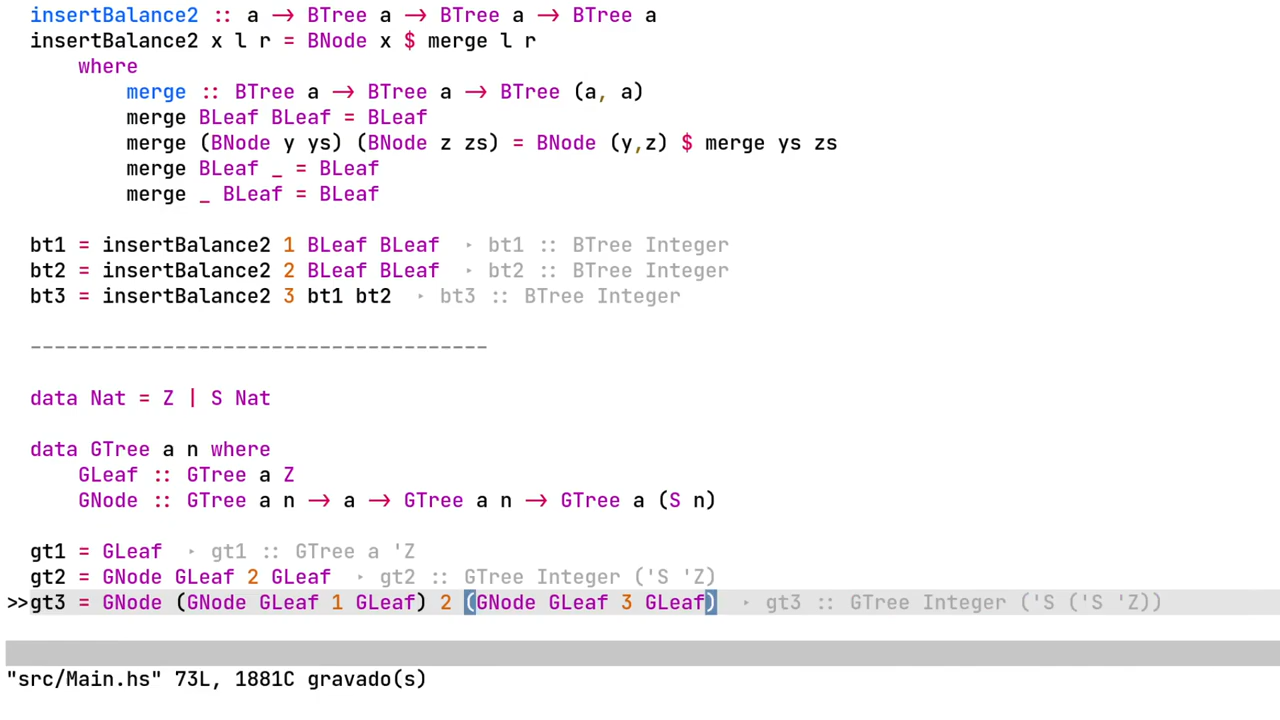 insertBalance2 :: a -> BTree a -> BTree a -> BTree a
insertBalance2 x l r = BNode x $ merge l r
    where
        merge :: BTree a -> BTree a -> BTree (a, a)
        merge BLeaf BLeaf = BLeaf
        merge (BNode y ys) (BNode z zs) = BNode (y,z) $ merge ys zs
        merge BLeaf _ = BLeaf
        merge _ BLeaf = BLeaf
bt1 = insertBalance2 1 BLeaf BLeaf  ‣ bt1 :: BTree Integer
bt2 = insertBalance2 2 BLeaf BLeaf  ‣ bt2 :: BTree Integer
bt3 = insertBalance2 3 bt1 bt2  ‣ bt3 :: BTree Integer
--------------------------------------
data Nat = Z | S Nat
data GTree a n where
    GLeaf :: GTree a Z
    GNode :: GTree a n -> a -> GTree a n -> GTree a (S n)
gt1 = GLeaf  ‣ gt1 :: GTree a 'Z
gt2 = GNode GLeaf 2 GLeaf  ‣ gt2 :: GTree Integer ('S 'Z)
>>gt3 = GNode (GNode GLeaf 1 GLeaf) 2 (GNode GLeaf 3 GLeaf)  ‣ gt3 :: GTree Integer ('S ('S 'Z))
"src/Main.hs" 73L, 1881C gravado(s)